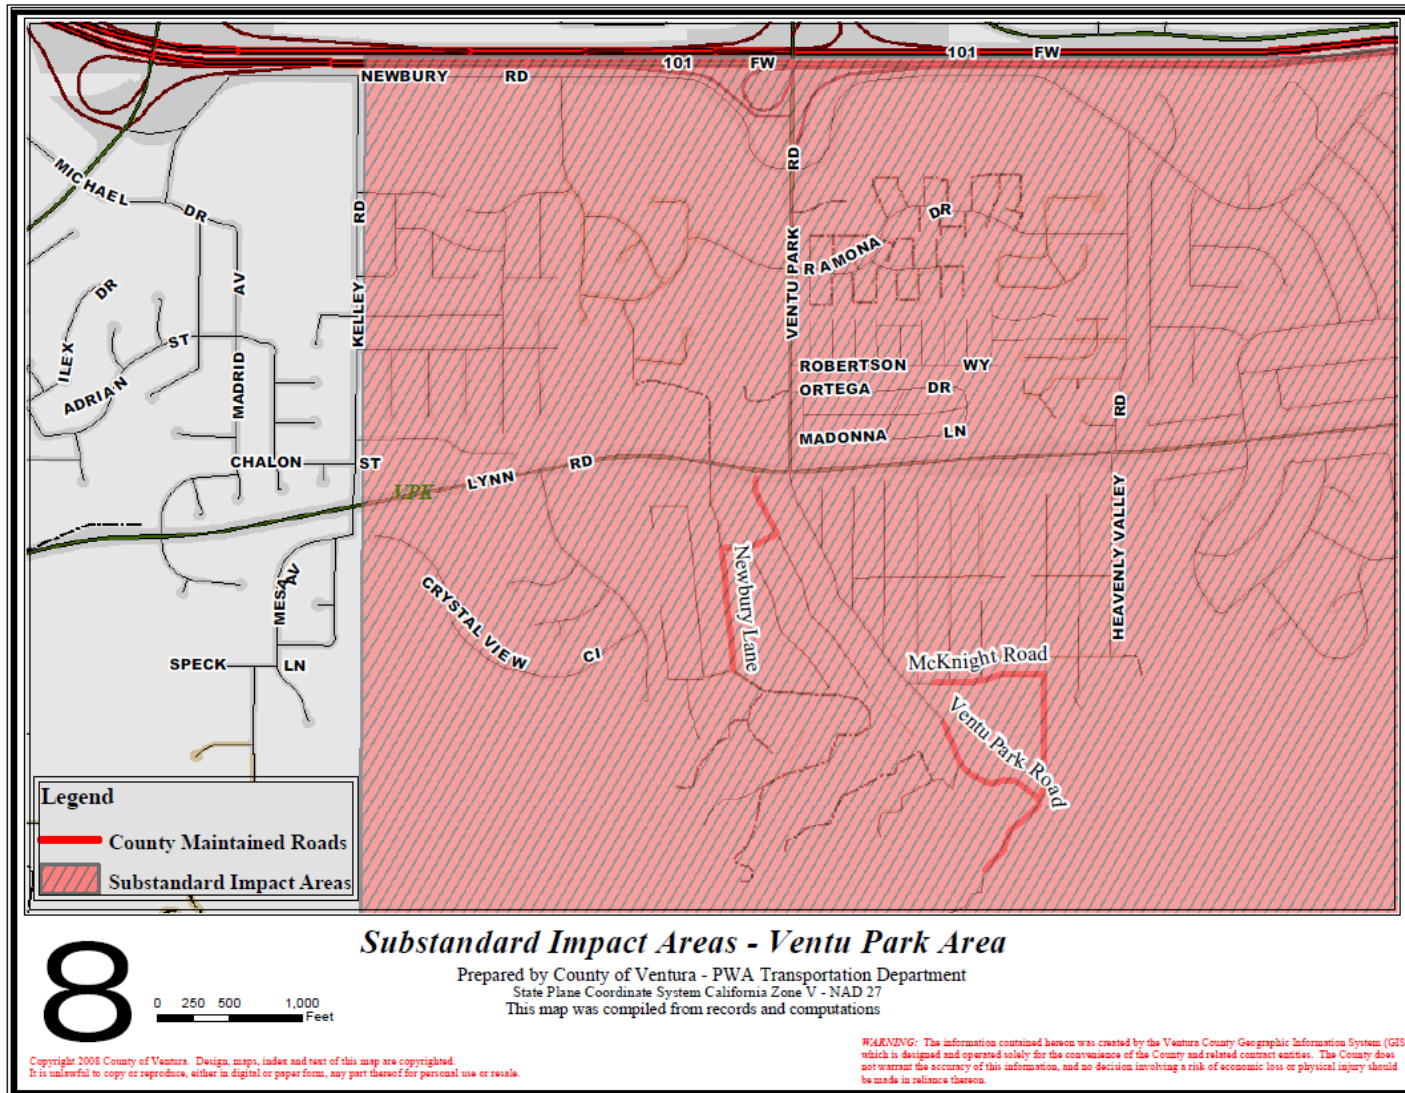 101 FW
101 FW
NEWBURY RD
MICHAEL DR
KELLEY RD
VENTU PARK RD
RAMONA DR
ILEX DR
MADRID AV
ADRIAN ST
ROBERTSON WY
ORTEGA DR
MADONNA LN
HEAVENLY VALLEY RD
CHALON ST
LYNN RD
VPK
Newbury Lane
CRYSTAL VIEW CI
MESA AV
SPECK LN
McKnight Road
Ventu Park Road
Legend
County Maintained Roads
Substandard Impact Areas
8
Substandard Impact Areas - Ventu Park Area
Prepared by County of Ventura - PWA Transportation Department
State Plane Coordinate System California Zone V - NAD 27
This map was compiled from records and computations
0 250 500 1,000
Feet
Copyright 2008 County of Ventura. Design, maps, index and text of this map are copyrighted.
It is unlawful to copy or reproduce, either in digital or paper form, any part thereof for personal use or resale.
WARNING: The information contained hereon was created by the Ventura County Geographic Information System (GIS
which is designed and operated solely for the convenience of the County and related contract entities. The County does
not warrant the accuracy of this information, and no decision involving a risk of economic loss or physical injury should
be made in reliance thereon.